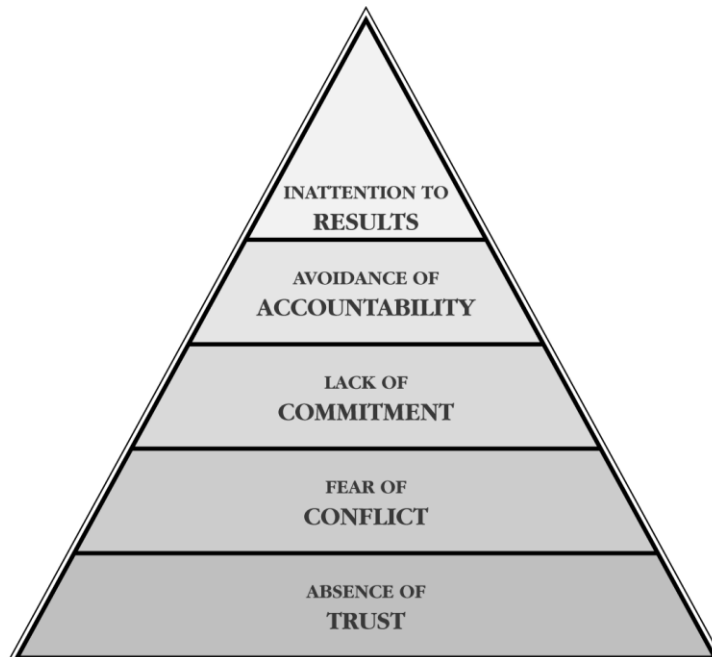 INATTENTION TO
RESULTS
AVOIDANCE OF
ACCOUNTABILITY
LACK OF
COMMITMENT
FEAR OF
CONFLICT
ABSENCE OF
TRUST